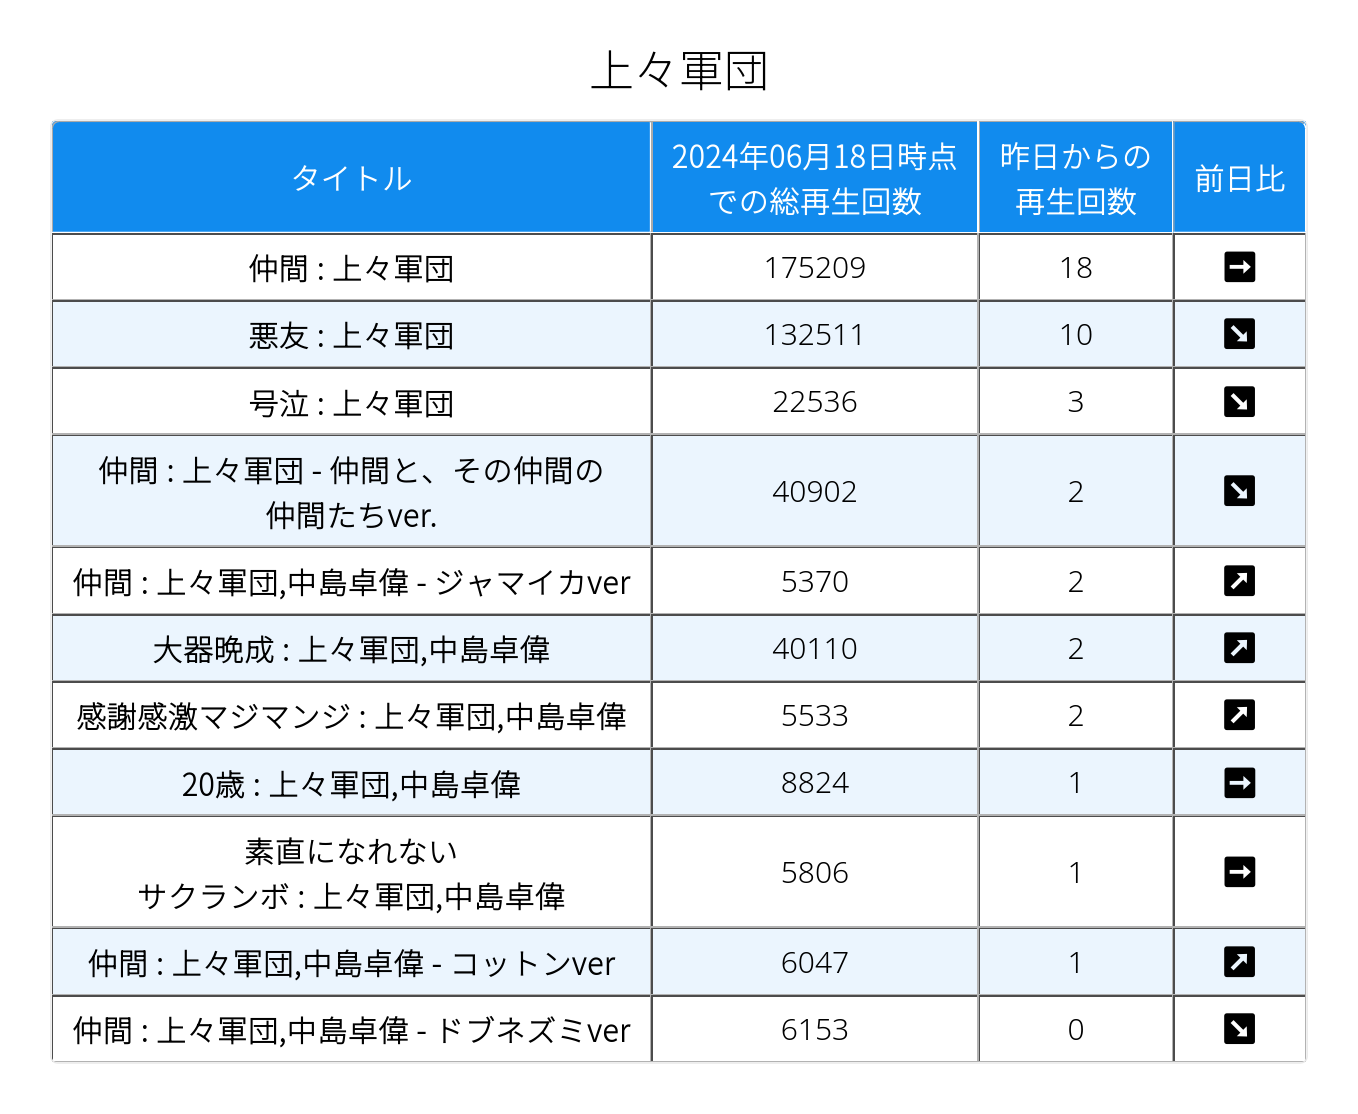 上々軍団
タイトル
2024年06月18日時点
での総再生回数
昨日からの
再生回数
前日比
仲間 : 上々軍団 175209 18 ➡
悪友 : 上々軍団 132511 10 ↘
号泣 : 上々軍団 22536 3 ↘
仲間 : 上々軍団 - 仲間と、その仲間の
仲間たちver. 40902 2 ↘
仲間 : 上々軍団,中島卓偉 - ジャマイカver 5370 2 ↗
大器晩成 : 上々軍団,中島卓偉 40110 2 ↗
感謝感激マジマンジ : 上々軍団,中島卓偉 5533 2 ↗
20歳 : 上々軍団,中島卓偉 8824 1 ➡
素直になれない
サクランボ : 上々軍団,中島卓偉 5806 1 ➡
仲間 : 上々軍団,中島卓偉 - コットンver 6047 1 ↗
仲間 : 上々軍団,中島卓偉 - ドブネズミver 6153 0 ↘